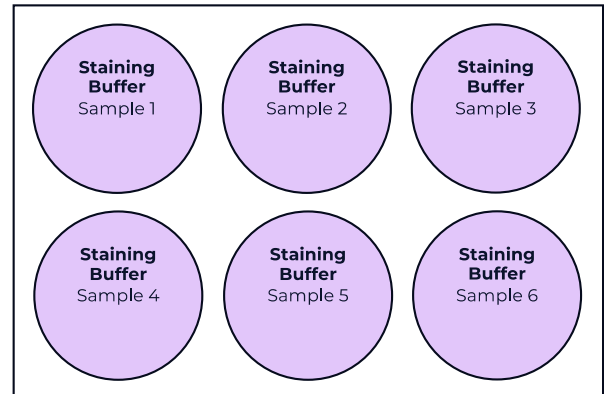 Staining
Buffer
Sample 1
Staining
Buffer
Sample 2
Staining
Buffer
Sample 3
Staining
Buffer
Sample 4
Staining
Buffer
Sample 5
Staining
Buffer
Sample 6